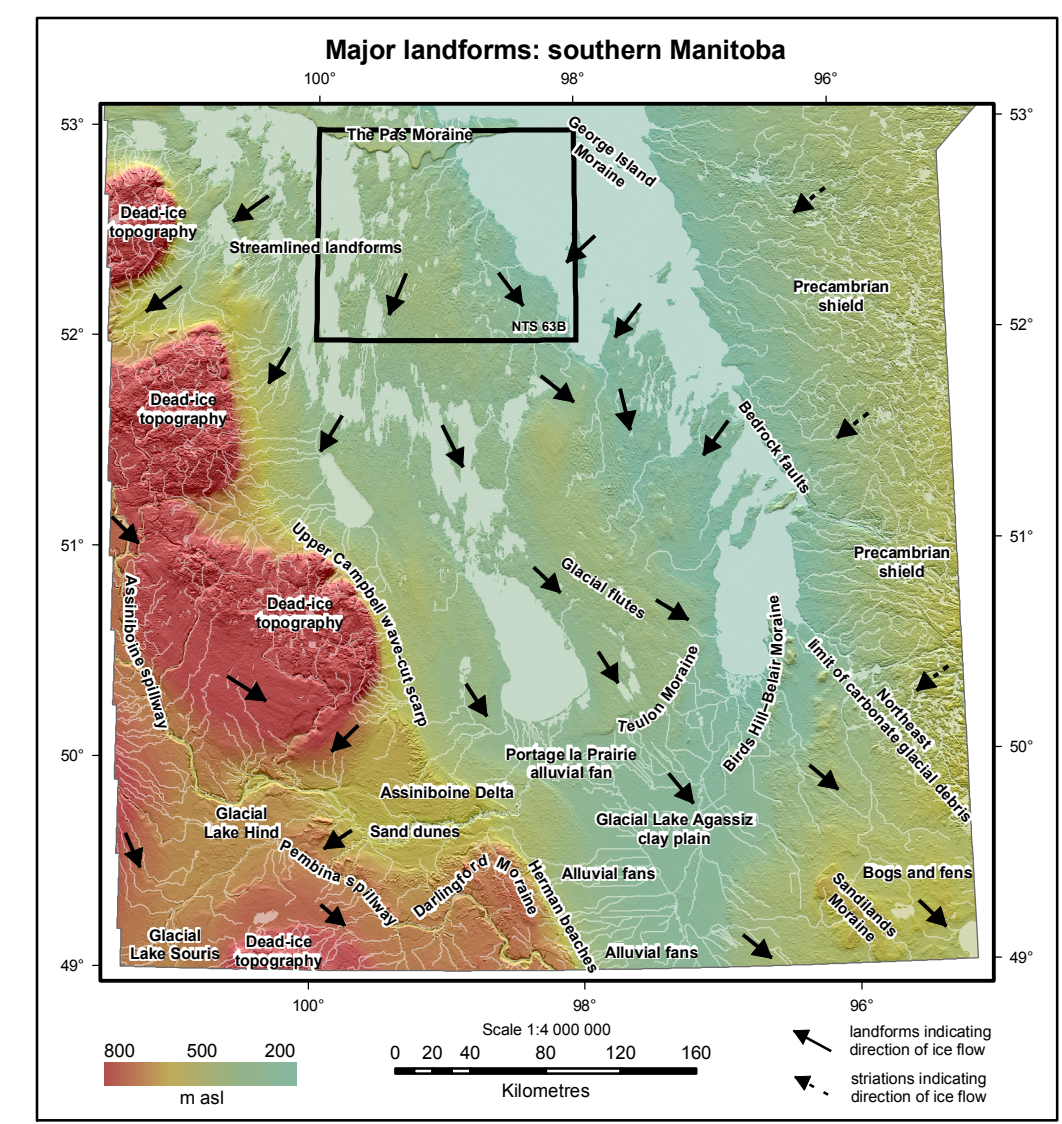 Major landforms: southern Manitoba
100°
98°
96°
53°
53°
The Pas Moraine
George Island
Moraine
Dead-ice
topography
Streamlined landforms
Precambrian
shield
NTS 63B
52°
52°
Dead-ice
topography
Bedrock faults
51°
51°
Upper Campbell wave-cut scarp
Glacial flutes
Precambrian
shield
Assiniboine spillway
Dead-ice
topography
Teulon Moraine
Birds Hill–Belair Moraine
limit of carbonate glacial debris
Northeast
50°
50°
Portage la Prairie
alluvial fan
Assiniboine Delta
Glacial
Lake Hind
Sand dunes
Glacial Lake Agassiz
clay plain
Pembina spillway
Darlingford
Moraine
Herman beaches
Alluvial fans
Bogs and fens
Sandilands
Moraine
Glacial
Lake Souris
Dead-ice
topography
Alluvial fans
49°
49°
100°
98°
96°
800
500
200
m asl
Scale 1:4 000 000
0
20
40
80
120
160
Kilometres
landforms indicating
direction of ice flow
striations indicating
direction of ice flow